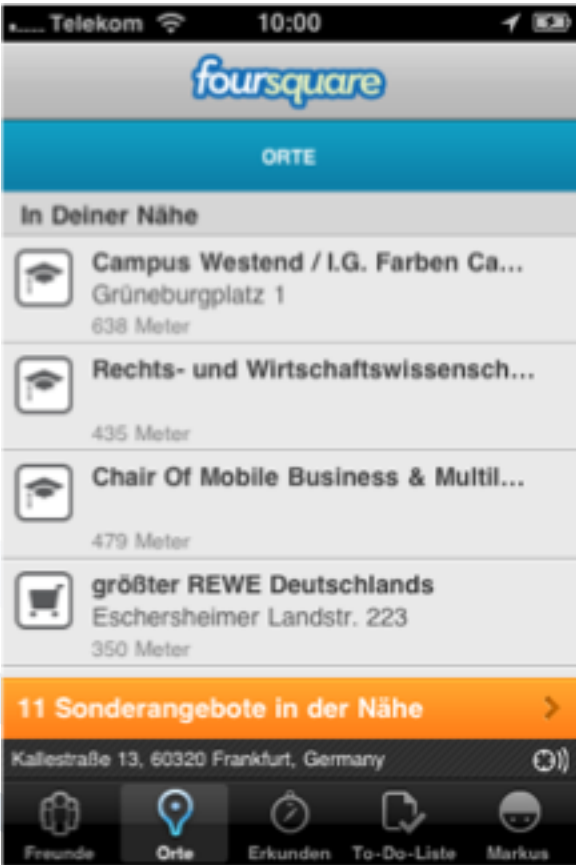 Telekom 10:00
foursquare
ORTE
In Deiner Nähe
Campus Westend / I.G. Farben Ca...
Grüneburgplatz 1
638 Meter
Rechts- und Wirtschaftswissensch...
435 Meter
Chair Of Mobile Business & Multil...
479 Meter
größter REWE Deutschlands
Eschersheimer Landstr. 223
350 Meter
11 Sonderangebote in der Nähe
Kallestraße 13, 60320 Frankfurt, Germany
Freunde Orte Erkunden To-Do-Liste Markus